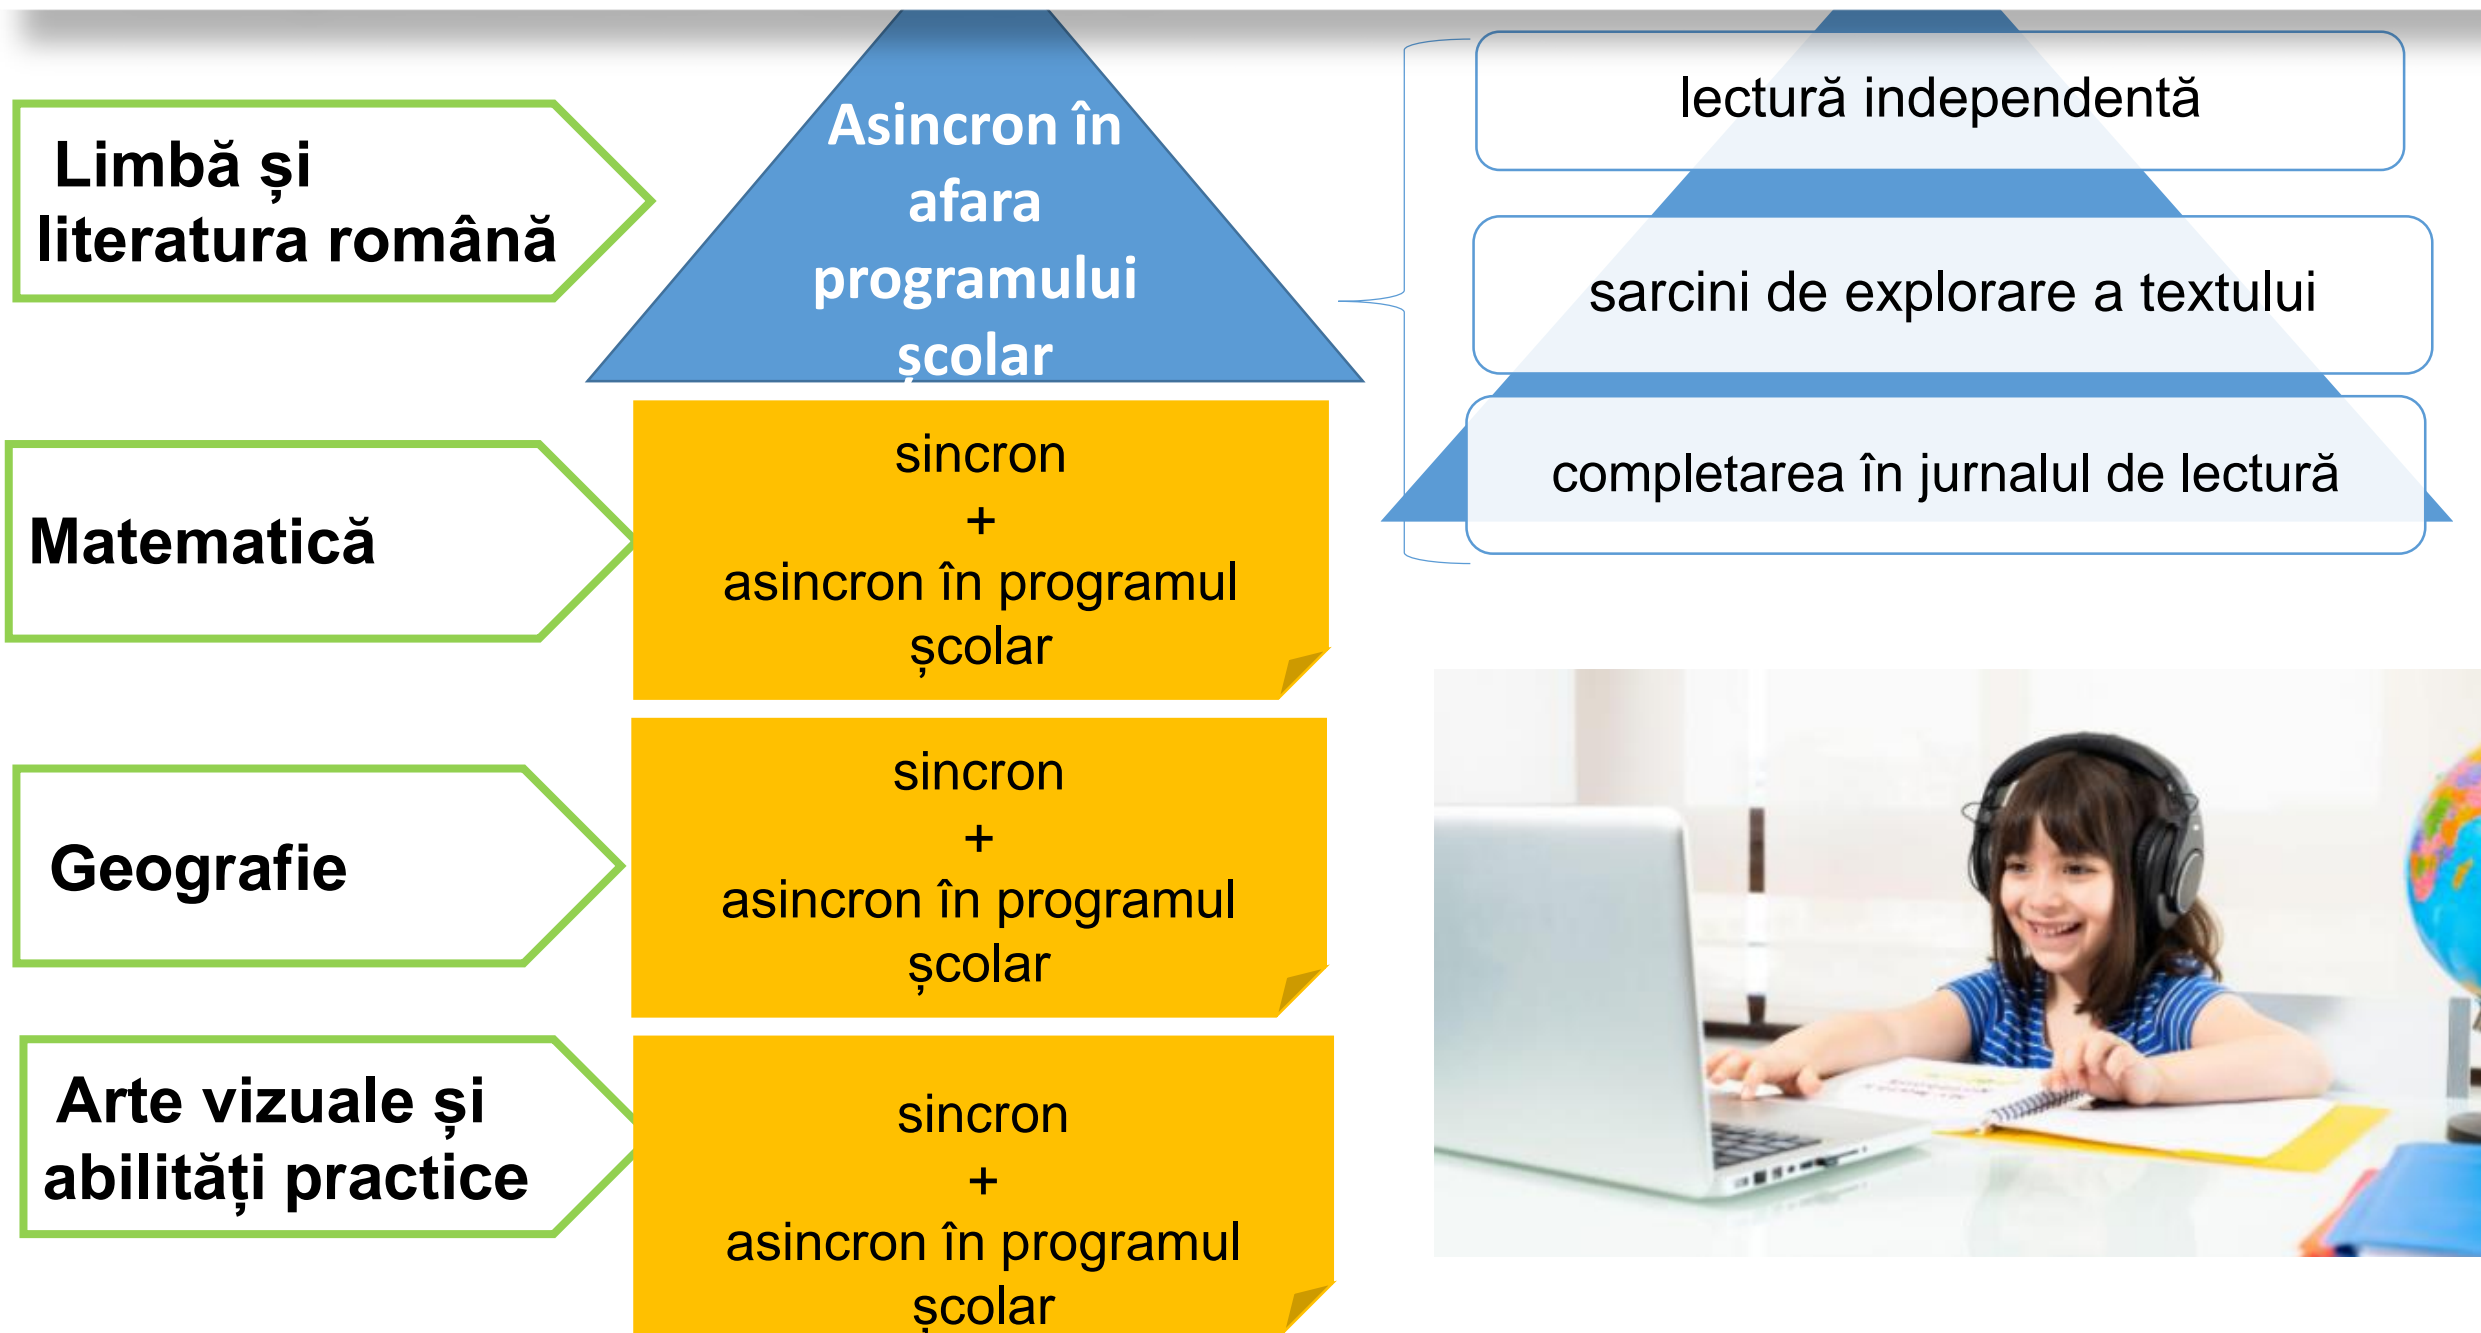 Limbă și
literatura română
Asincron în
afara
programului
școlar
lectură independentă
sarcini de explorare a textului
completarea în jurnalul de lectură
Matematică
sincron
+
asincron în programul
școlar
Geografie
sincron
+
asincron în programul
școlar
Arte vizuale și
abilități practice
sincron
+
asincron în programul
școlar